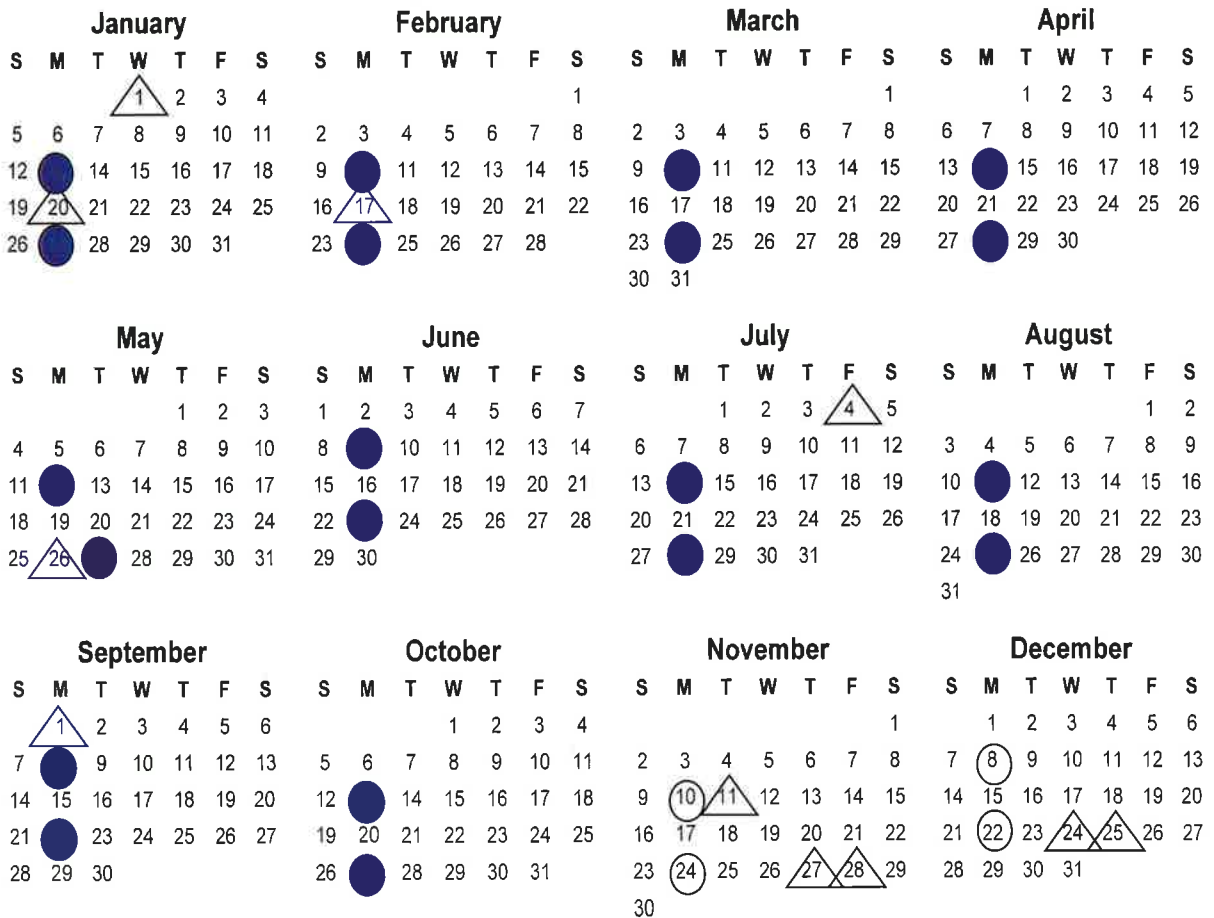 January
S M T W T F S
1 2 3 4
5 6 7 8 9 10 11
12 14 15 16 17 18
19 20 21 22 23 24 25
26 28 29 30 31
February
S M T W T F S
1
2 3 4 5 6 7 8
9 11 12 13 14 15
16 17 18 19 20 21 22
23 25 26 27 28
March
S M T W T F S
1
2 3 4 5 6 7 8
9 11 12 13 14 15
16 17 18 19 20 21 22
23 25 26 27 28 29
30 31
April
S M T W T F S
1 2 3 4 5
6 7 8 9 10 11 12
13 15 16 17 18 19
20 21 22 23 24 25 26
27 29 30
May
S M T W T F S
1 2 3
4 5 6 7 8 9 10
11 13 14 15 16 17
18 19 20 21 22 23 24
25 26 28 29 30 31
June
S M T W T F S
1 2 3 4 5 6 7
8 10 11 12 13 14
15 16 17 18 19 20 21
22 24 25 26 27 28
29 30
July
S M T W T F S
1 2 3 4 5
6 7 8 9 10 11 12
13 15 16 17 18 19
20 21 22 23 24 25 26
27 29 30 31
August
S M T W T F S
1 2
3 4 5 6 7 8 9
10 12 13 14 15 16
17 18 19 20 21 22 23
24 26 27 28 29 30
31
September
S M T W T F S
1 2 3 4 5 6
7 9 10 11 12 13
14 15 16 17 18 19 20
21 23 24 25 26 27
28 29 30
October
S M T W T F S
1 2 3 4
5 6 7 8 9 10 11
12 14 15 16 17 18
19 20 21 22 23 24 25
26 28 29 30 31
November
S M T W T F S
1
2 3 4 5 6 7 8
9 10 11 12 13 14 15
16 17 18 19 20 21 22
23 24 25 26 27 28 29
30
December
S M T W T F S
1 2 3 4 5 6
7 8 9 10 11 12 13
14 15 16 17 18 19 20
21 22 23 24 25 26 27
28 29 30 31